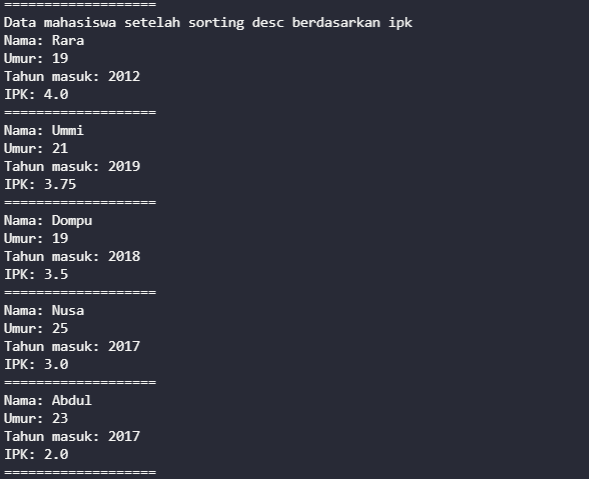 ===================
Data mahasiswa setelah sorting desc berdasarkan ipk
Nama: Rara
Umur: 19
Tahun masuk: 2012
IPK: 4.0
===================
Nama: Ummi
Umur: 21
Tahun masuk: 2019
IPK: 3.75
===================
Nama: Dompu
Umur: 19
Tahun masuk: 2018
IPK: 3.5
===================
Nama: Nusa
Umur: 25
Tahun masuk: 2017
IPK: 3.0
===================
Nama: Abdul
Umur: 23
Tahun masuk: 2017
IPK: 2.0
===================